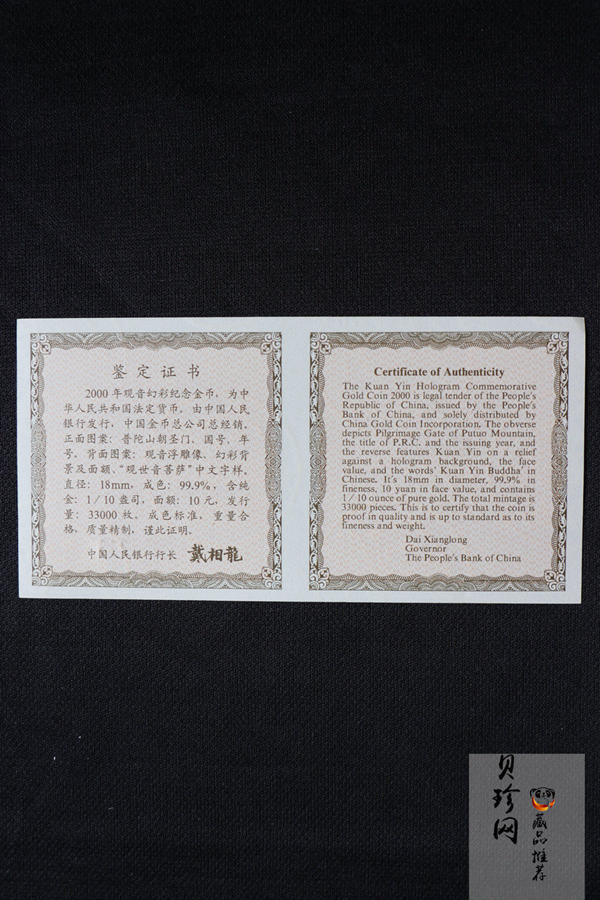 鉴定证书
2000年观音幻彩纪念金币，为中
华人民共和国法定货币，由中国人民
银行发行，中国金币总公司总经销。
正面图案：普陀山朝圣门、国号、年
号。背面图案：观音浮雕像、幻彩背
景及面额、“观世音菩萨”中文字样。
直径：18mm，成色：99.9%，含纯
金：1/10盎司，面额：10元，发行
量：33000枚。成色标准，重量合
格，质量精制，谨此证明。
中国人民银行行长 戴相龍
Certificate of Authenticity
The Kuan Yin Hologram Commemorative
Gold Coin 2000 is legal tender of the People's
Republic of China, issued by the People's
Bank of China, and solely distributed by
China Gold Coin Incorporation. The obverse
depicts Pilgrimage Gate of Putuo Mountain,
the title of P.R.C. and the issuing year, and
the reverse features Kuan Yin on a relief
against a hologram background, the face
value, and the words' Kuan Yin Buddha' in
Chinese. It's 18mm in diameter, 99.9% in
fineness, 10 yuan in face value, and contains
1/10 ounce of pure gold. The total mintage is
33000 pieces. This is to certify that the coin is
proof in quality and is up to standard as to its
fineness and weight.
Dai Xianglong
Governor
The People's Bank of China
贝珍网
藏品推荐